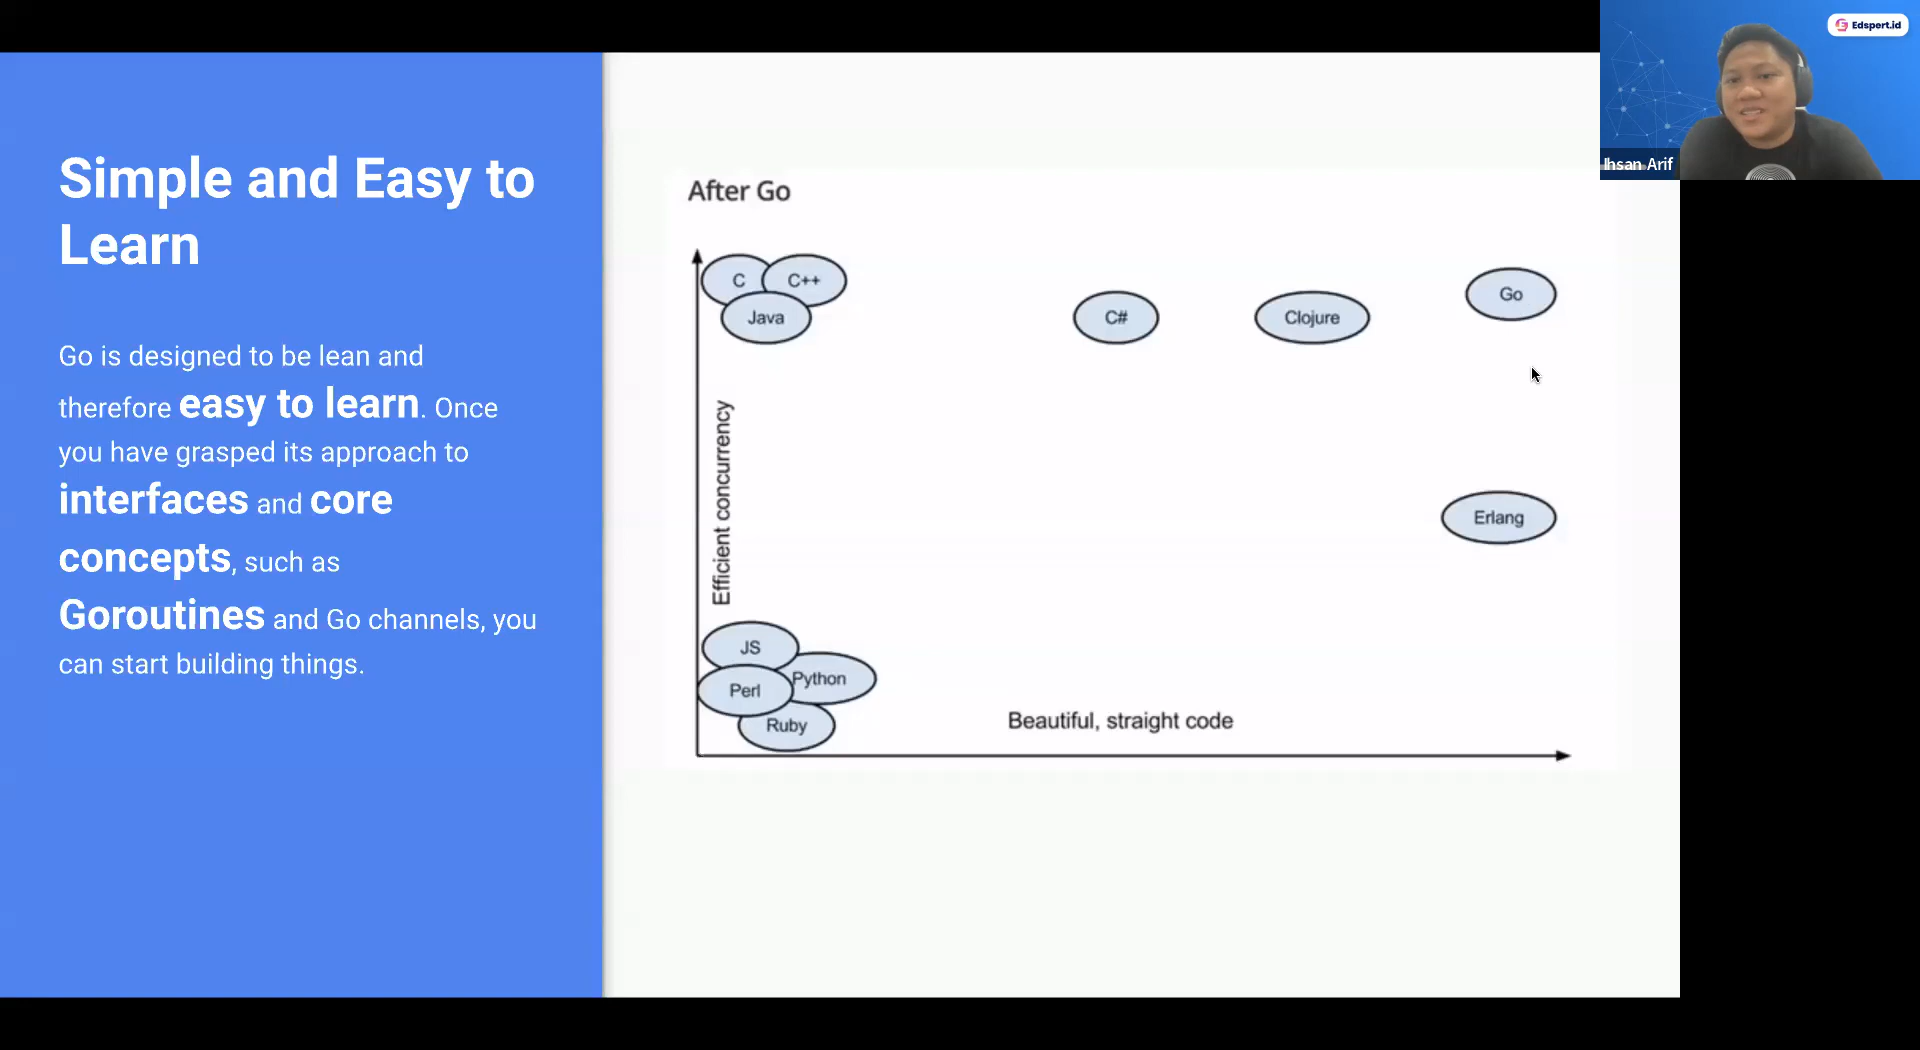 Simple and Easy to
Learn
Go is designed to be lean and
therefore easy to learn. Once
you have grasped its approach to
interfaces and core
concepts, such as
Goroutines and Go channels, you
can start building things.
After Go
C
C++
Java
C#
Clojure
Go
Efficient concurrency
Erlang
JS
Python
Perl
Ruby
Beautiful, straight code
Edspert.id
Ihsan Arif